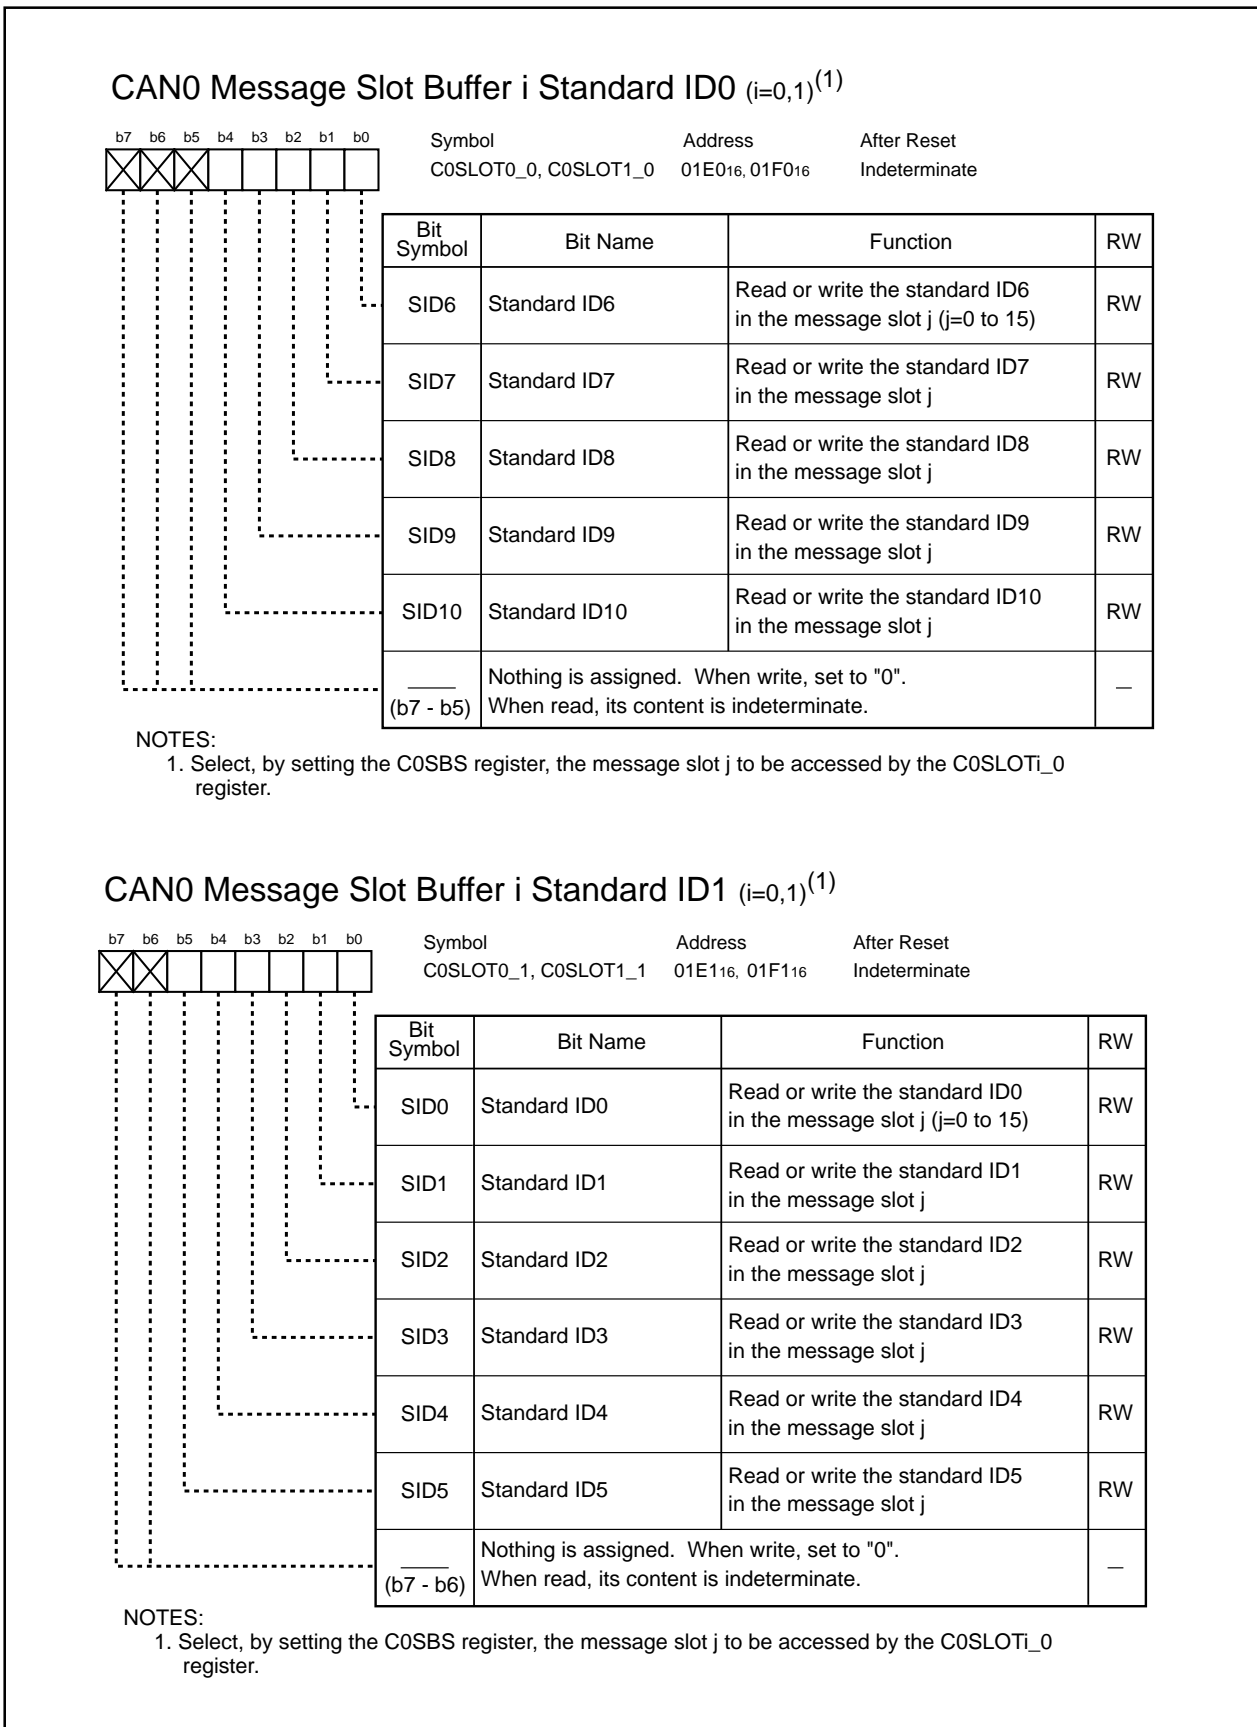 CAN0 Message Slot Buffer i Standard ID0 (i=0,1)(1)
b7 b6 b5 b4 b3 b2 b1 b0
Symbol Address After Reset
C0SLOT0_0, C0SLOT1_0 01E016, 01F016 Indeterminate
Bit Symbol Bit Name Function RW
SID6 Standard ID6 Read or write the standard ID6
in the message slot j (j=0 to 15) RW
SID7 Standard ID7 Read or write the standard ID7
in the message slot j RW
SID8 Standard ID8 Read or write the standard ID8
in the message slot j RW
SID9 Standard ID9 Read or write the standard ID9
in the message slot j RW
SID10 Standard ID10 Read or write the standard ID10
in the message slot j RW
Nothing is assigned. When write, set to "0". —
(b7 - b5) When read, its content is indeterminate.
NOTES:
1. Select, by setting the C0SBS register, the message slot j to be accessed by the C0SLOTi_0
register.
CAN0 Message Slot Buffer i Standard ID1 (i=0,1)(1)
b7 b6 b5 b4 b3 b2 b1 b0
Symbol Address After Reset
C0SLOT0_1, C0SLOT1_1 01E116, 01F116 Indeterminate
Bit Symbol Bit Name Function RW
SID0 Standard ID0 Read or write the standard ID0
in the message slot j (j=0 to 15) RW
SID1 Standard ID1 Read or write the standard ID1
in the message slot j RW
SID2 Standard ID2 Read or write the standard ID2
in the message slot j RW
SID3 Standard ID3 Read or write the standard ID3
in the message slot j RW
SID4 Standard ID4 Read or write the standard ID4
in the message slot j RW
SID5 Standard ID5 Read or write the standard ID5
in the message slot j RW
Nothing is assigned. When write, set to "0". —
(b7 - b6) When read, its content is indeterminate.
NOTES:
1. Select, by setting the C0SBS register, the message slot j to be accessed by the C0SLOTi_0
register.